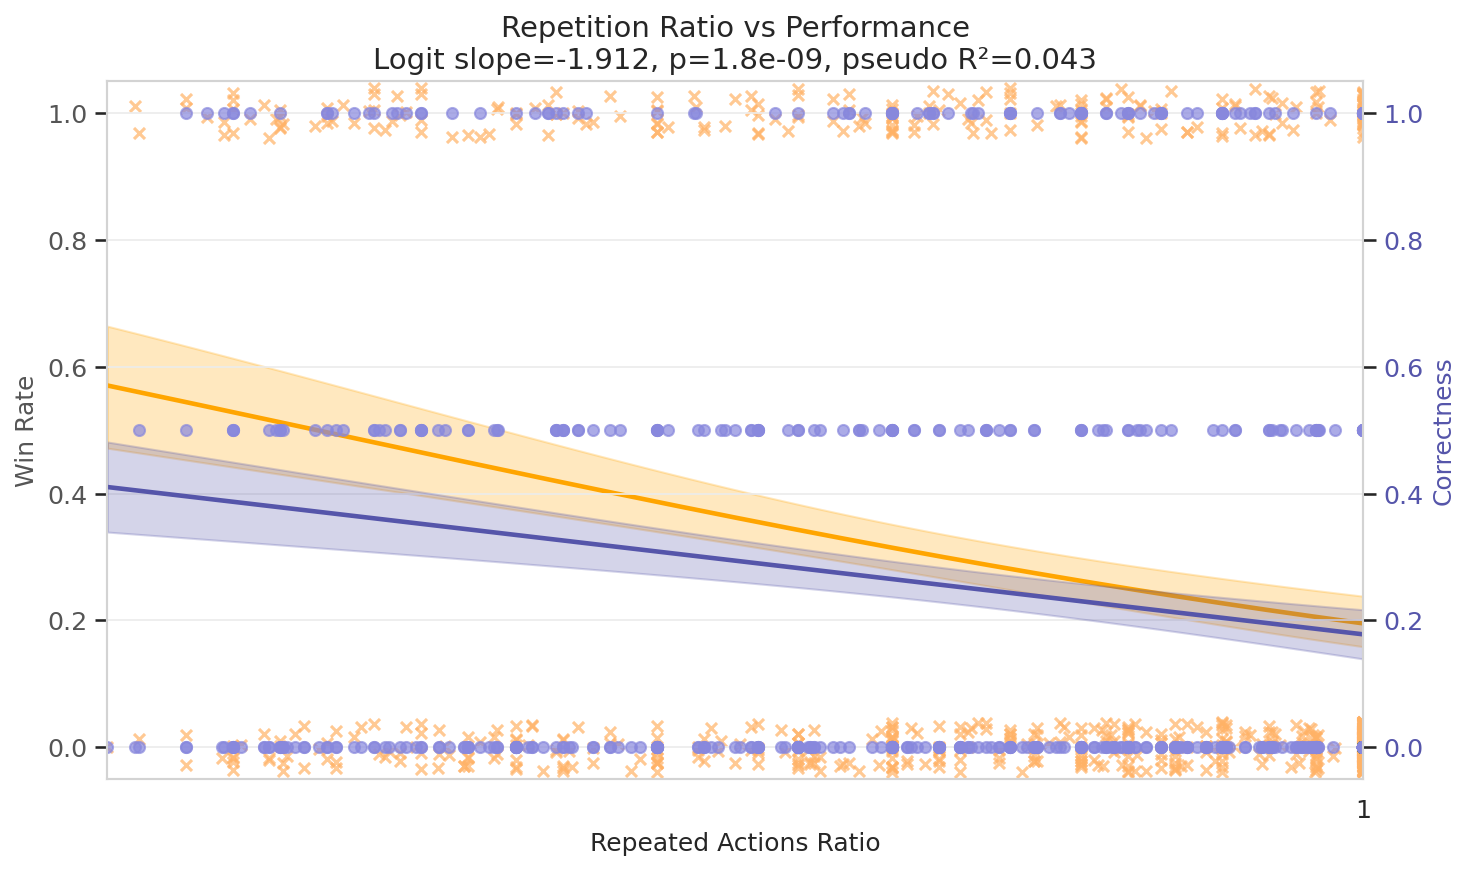 Repetition Ratio vs Performance
Logit slope=-1.912, p=1.8e-09, pseudo R²=0.043
1.0
0.8
0.6
0.4
0.2
0.0
Win Rate
1.0
0.8
0.6
0.4
0.2
0.0
Correctness
1
Repeated Actions Ratio